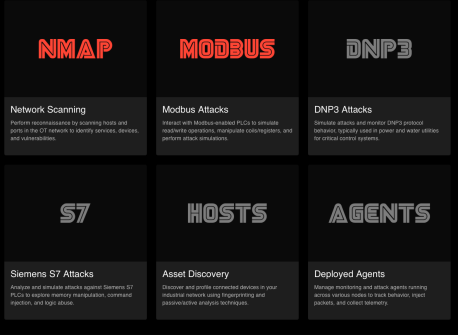 NMAP
MODBUS
DNP3
Network Scanning
Perform reconnaissance by scanning hosts and
ports in the OT network to identify services, devices,
and vulnerabilities.
Modbus Attacks
Interact with Modbus-enabled PLCs to simulate
read/write operations, manipulate coils/registers, and
perform attack simulations.
DNP3 Attacks
Simulate attacks and monitor DNP3 protocol
behavior, typically used in power and water utilities
for critical control systems.
S7
HOSTS
AGENTS
Siemens S7 Attacks
Analyze and simulate attacks against Siemens S7
PLCs to explore memory manipulation, command
injection, and logic abuse.
Asset Discovery
Discover and profile connected devices in your
industrial network using fingerprinting and
passive/active analysis techniques.
Deployed Agents
Manage monitoring and attack agents running
across various nodes to track behavior, inject
packets, and collect telemetry.